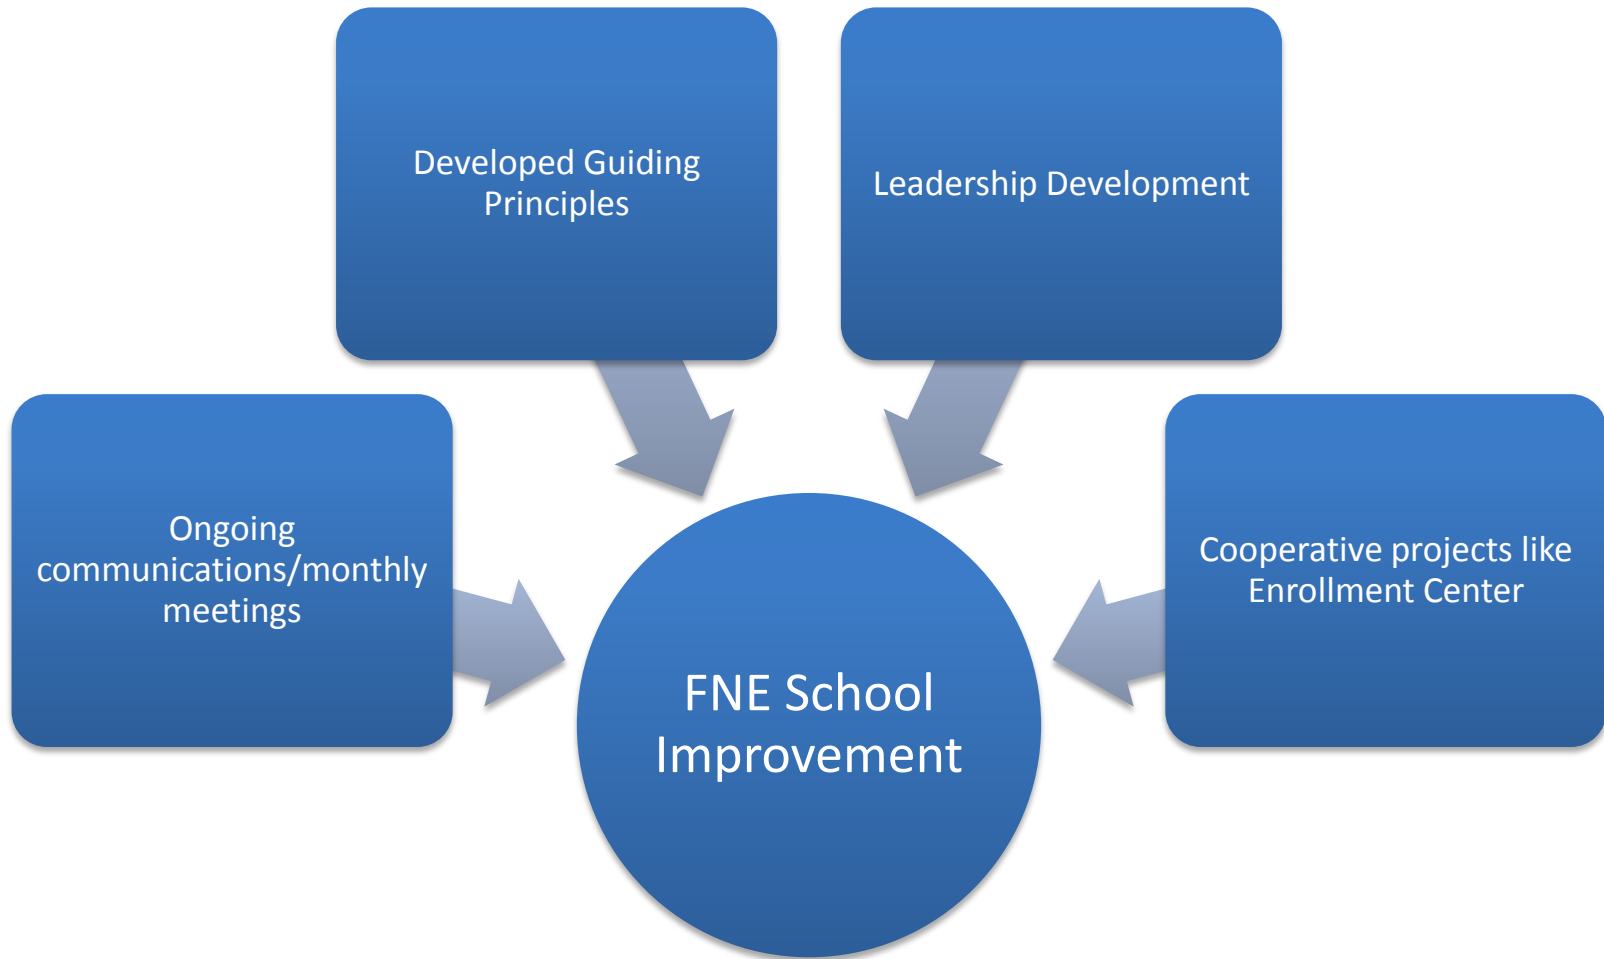 Developed Guiding
Principles
Leadership Development
Ongoing
communications/monthly
meetings
Cooperative projects like
Enrollment Center
FNE School
Improvement